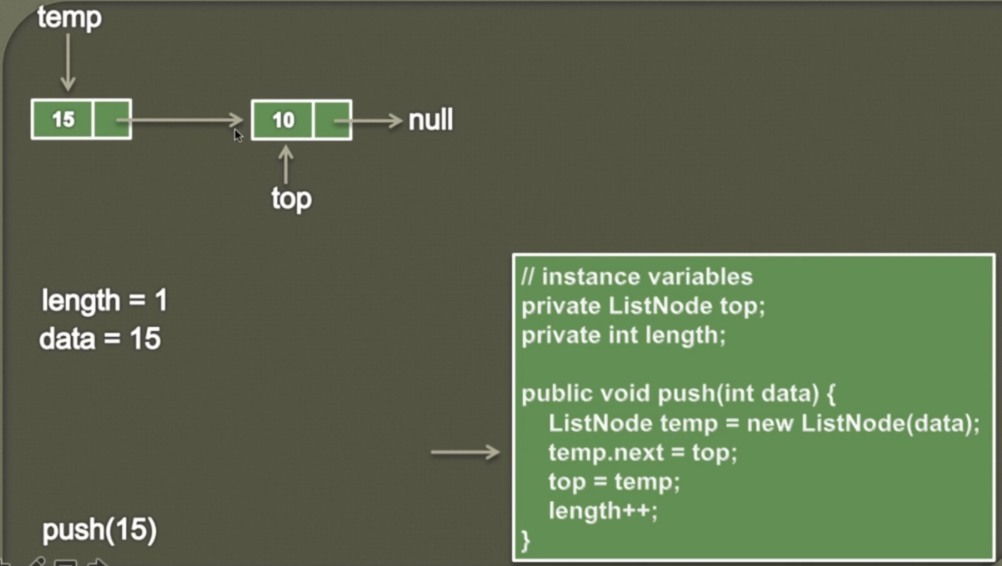 temp
15
10
null
top
length = 1
data = 15
// instance variables
private ListNode top;
private int length;
public void push(int data) {
ListNode temp = new ListNode(data);
temp.next = top;
top = temp;
length++;
}
push(15)